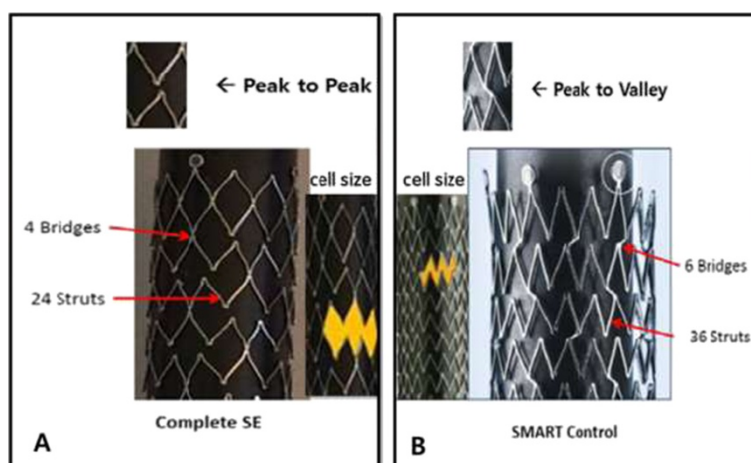 ← Peak to Peak
cell size
4 Bridges
24 Struts
Complete SE
A
← Peak to Valley
cell size
6 Bridges
36 Struts
SMART Control
B